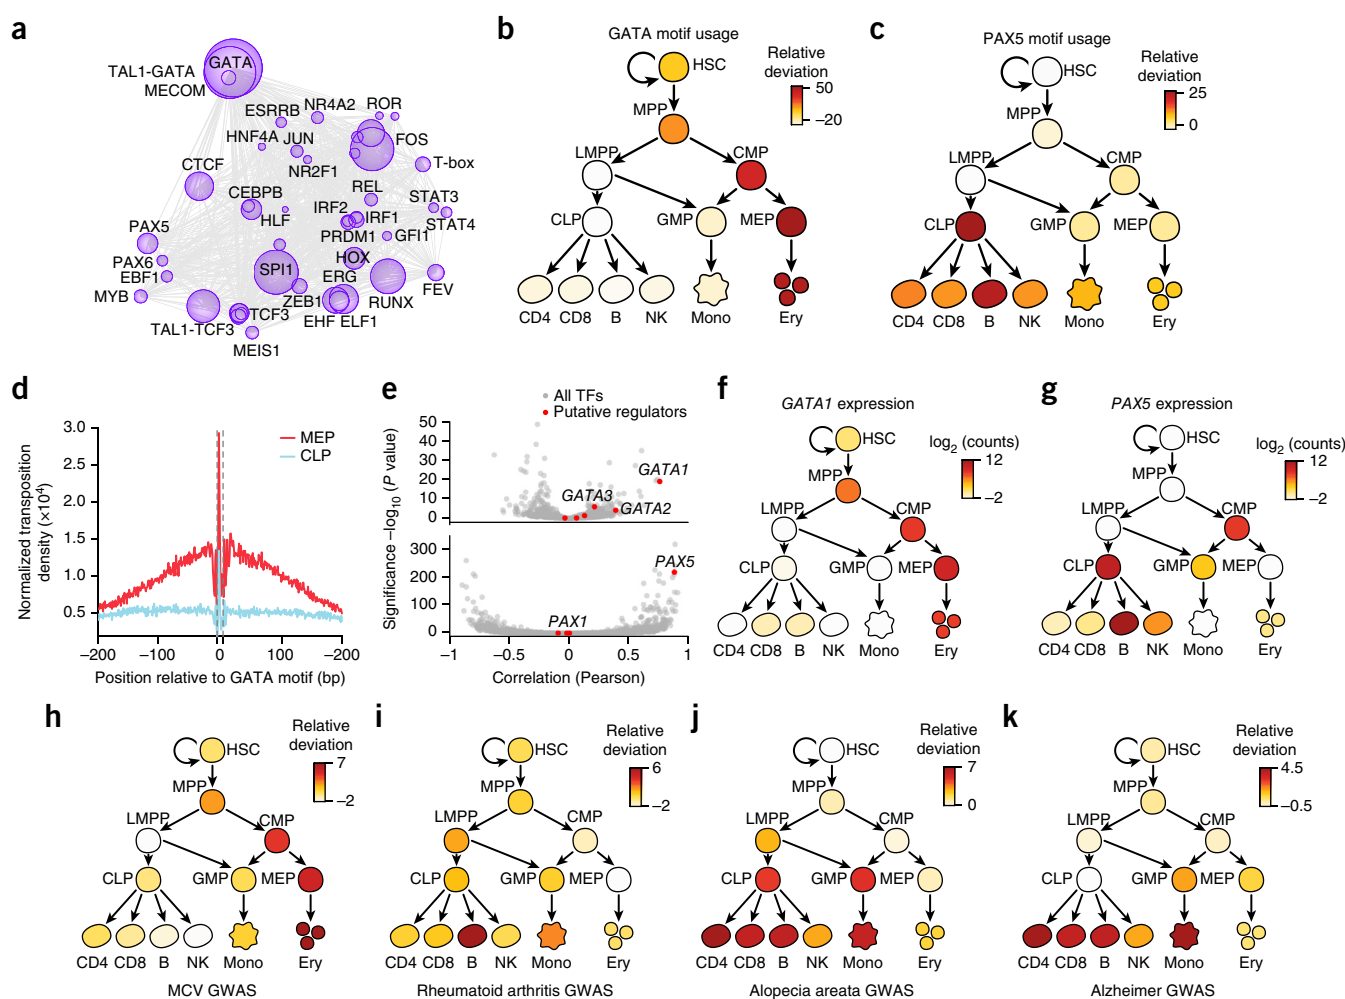 a
GATA
TAL1-GATA
MECOM
ESRRB
NR4A2
ROR
HNF4A
JUN
FOS
NR2F1
T-box
CTCF
CEBPB
REL
STAT3
HLF
IRF2
IRF1
STAT4
PRDM1
GFI1
PAX5
PAX6
EBF1
MYB
SPI1
HOX
ERG
ZEB1
RUNX
FEV
TAL1-TCF3
TCF3
EHF
ELF1
MEIS1
b
GATA motif usage
Relative
deviation
50
−20
HSC
MPP
LMPP
CMP
CLP
GMP
MEP
CD4
CD8
B
NK
Mono
Ery
c
PAX5 motif usage
Relative
deviation
25
0
HSC
MPP
LMPP
CMP
CLP
GMP
MEP
CD4
CD8
B
NK
Mono
Ery
d
Normalized transposition
density (×10⁴)
3.0
2.5
2.0
1.5
1.0
0.5
MEP
CLP
−200
−100
0
−100
−200
Position relative to GATA motif (bp)
e
All TFs
Putative regulators
Significance −log₁₀ (P value)
50
40
30
20
10
0
GATA1
GATA3
GATA2
300
200
100
0
PAX5
PAX1
−1
−0.5
0
0.5
1
Correlation (Pearson)
f
GATA1 expression
log₂ (counts)
12
−2
HSC
MPP
LMPP
CMP
CLP
GMP
MEP
CD4
CD8
B
NK
Mono
Ery
g
PAX5 expression
log₂ (counts)
12
−2
HSC
MPP
LMPP
CMP
CLP
GMP
MEP
CD4
CD8
B
NK
Mono
Ery
h
Relative
deviation
7
−2
HSC
MPP
LMPP
CMP
CLP
GMP
MEP
CD4
CD8
B
NK
Mono
Ery
MCV GWAS
i
Relative
deviation
6
−2
HSC
MPP
LMPP
CMP
CLP
GMP
MEP
CD4
CD8
B
NK
Mono
Ery
Rheumatoid arthritis GWAS
j
Relative
deviation
7
0
HSC
MPP
LMPP
CMP
CLP
GMP
MEP
CD4
CD8
B
NK
Mono
Ery
Alopecia areata GWAS
k
Relative
deviation
4.5
−0.5
HSC
MPP
LMPP
CMP
CLP
GMP
MEP
CD4
CD8
B
NK
Mono
Ery
Alzheimer GWAS